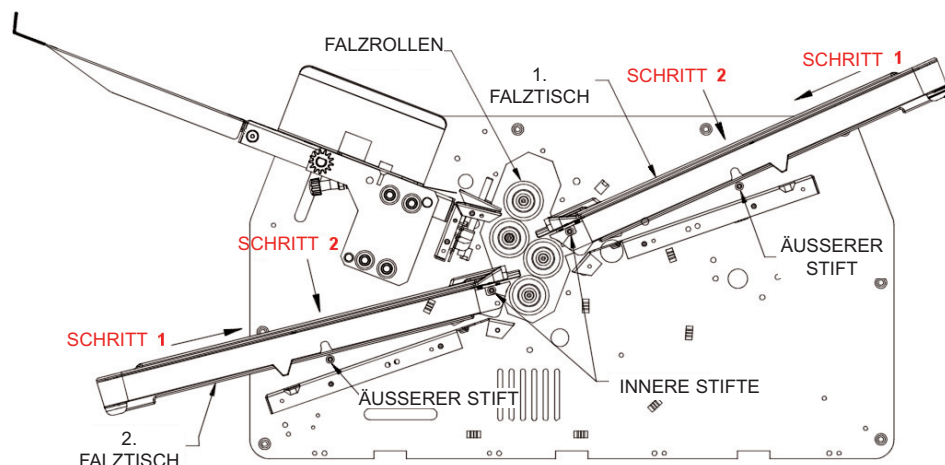 FALZROLLEN
1.
FALZTISCH
SCHRITT 2
SCHRITT 1
SCHRITT 2
ÄUSSERER
STIFT
SCHRITT 1
ÄUSSERER STIFT
INNERE STIFTE
2.
FALZTISCH